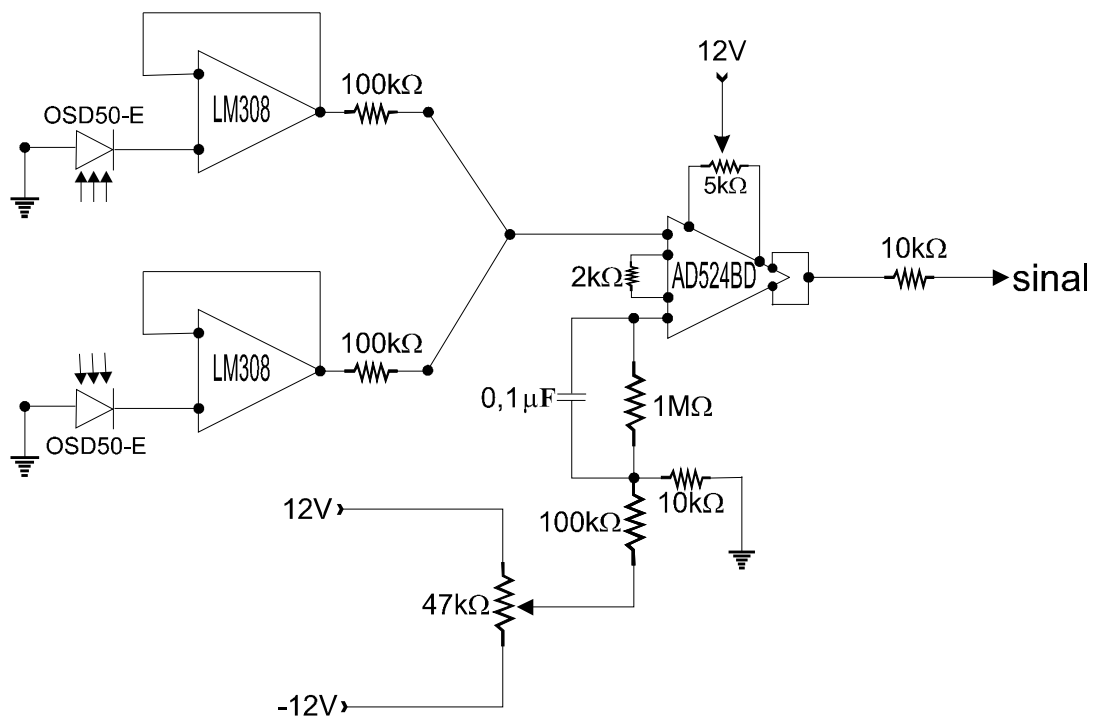 12V
100kΩ
LM308
OSD50-E
5kΩ
10kΩ
2kΩ
AD524BD
sinal
100kΩ
LM308
0,1µF
1MΩ
OSD50-E
12V
10kΩ
100kΩ
47kΩ
-12V